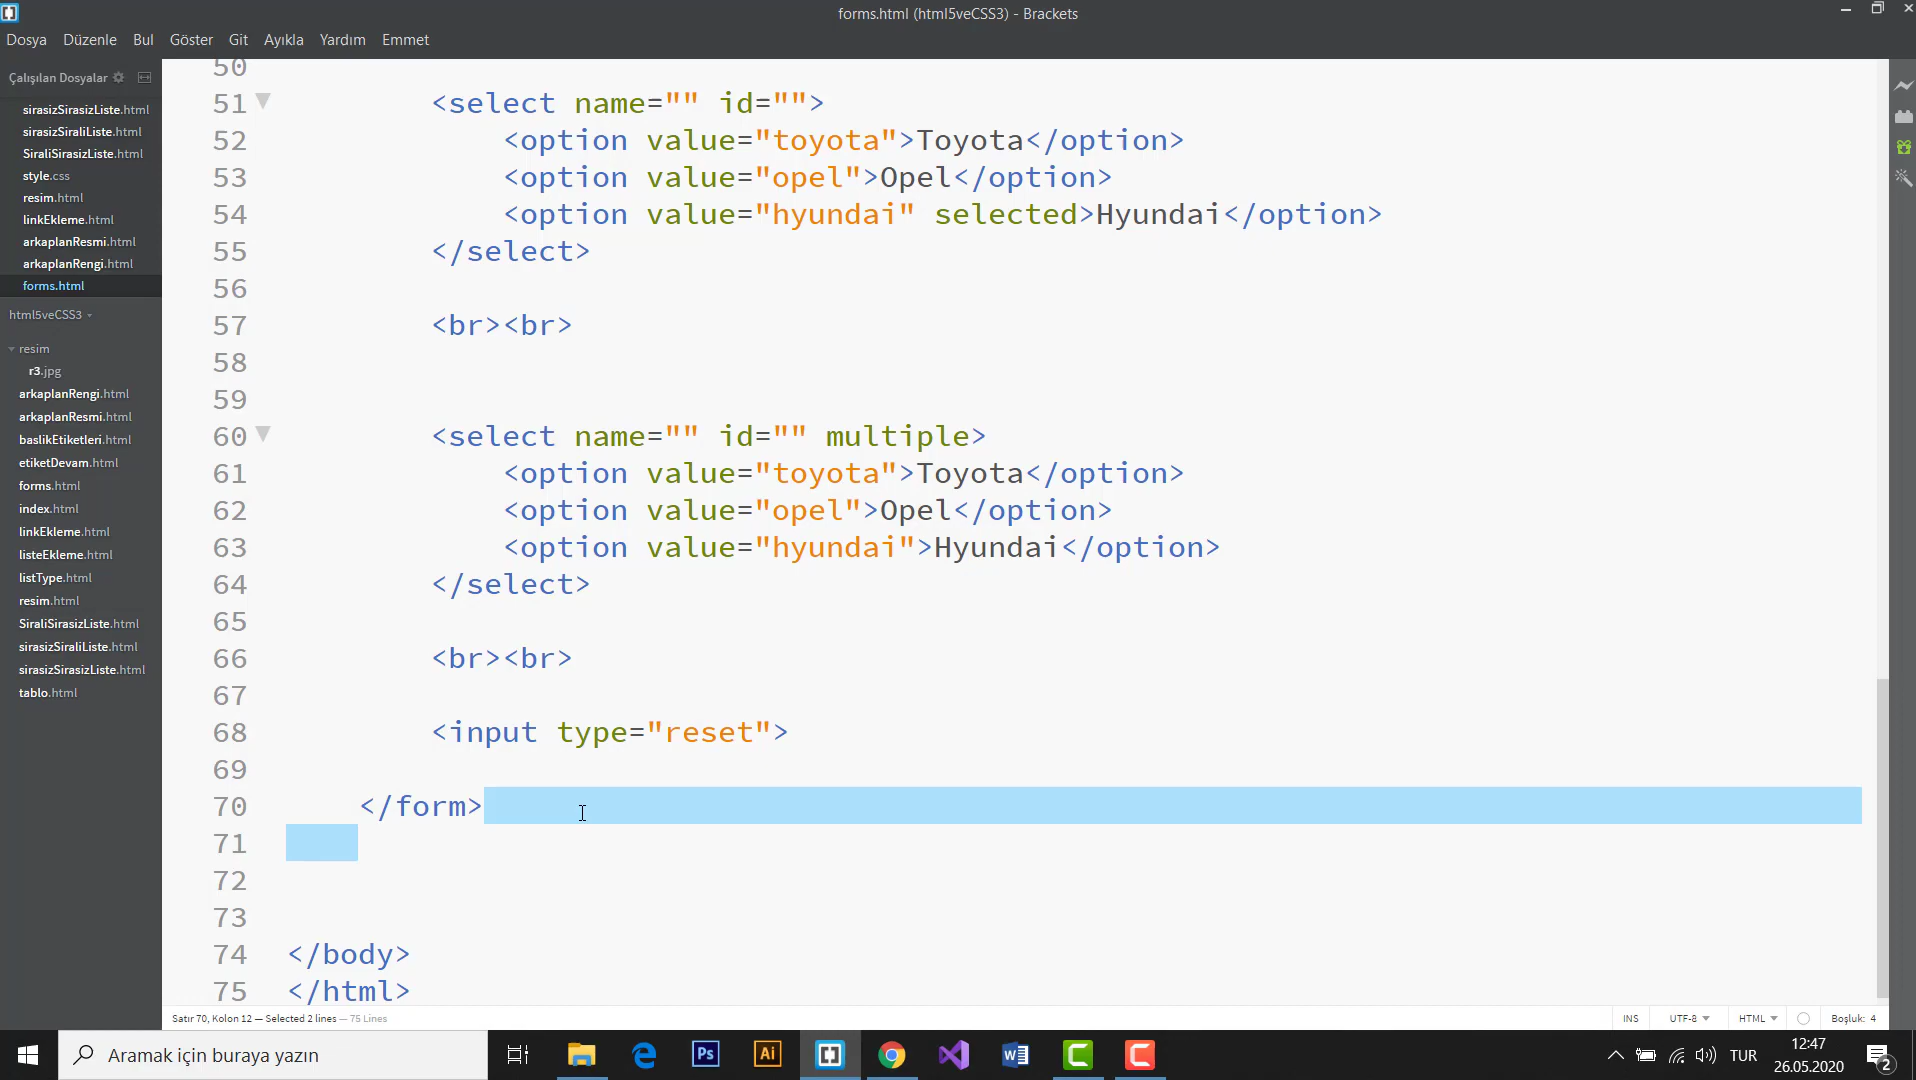 forms.html (html5veCSS3) - Brackets
Dosya Düzenle Bul Göster Git Ayıkla Yardım Emmet
Çalışılan Dosyalar
sirasizSirasizListe.html
sirasizSiraliListe.html
SiraliSirasizListe.html
style.css
resim.html
linkEkleme.html
arkaplanResmi.html
arkaplanRengi.html
forms.html
html5veCSS3
resim
r3.jpg
arkaplanRengi.html
arkaplanResmi.html
baslikEtiketleri.html
etiketDevam.html
forms.html
index.html
linkEkleme.html
listeEkleme.html
listType.html
resim.html
SiraliSirasizListe.html
sirasizSiraliListe.html
sirasizSirasizListe.html
tablo.html
50
51 <select name="" id="">
52 <option value="toyota">Toyota</option>
53 <option value="opel">Opel</option>
54 <option value="hyundai" selected>Hyundai</option>
55 </select>
56
57 <br><br>
58
59
60 <select name="" id="" multiple>
61 <option value="toyota">Toyota</option>
62 <option value="opel">Opel</option>
63 <option value="hyundai">Hyundai</option>
64 </select>
65
66 <br><br>
67
68 <input type="reset">
69
70 </form>
71
72
73
74 </body>
75 </html>
Satır 70, Kolon 12 — Selected 2 lines — 75 Lines
INS UTF-8 HTML Boşluk: 4
Aramak için buraya yazın
Ps
Ai
TUR
12:47
26.05.2020
2